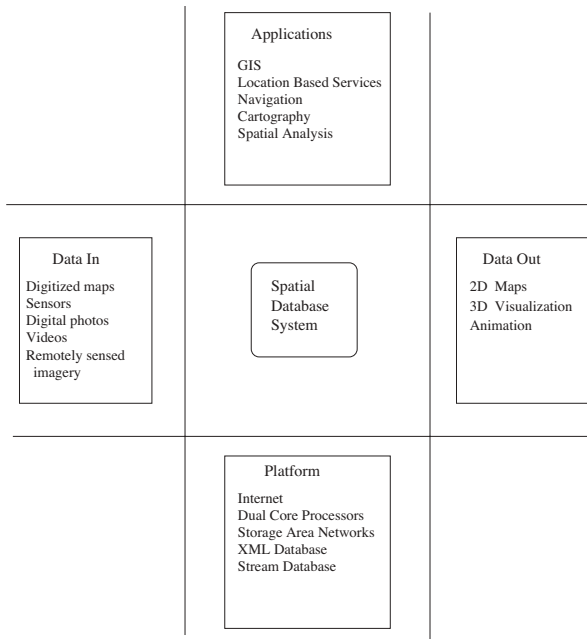 Applications
GIS
Location Based Services
Navigation
Cartography
Spatial Analysis
Data In
Digitized maps
Sensors
Digital photos
Videos
Remotely sensed
imagery
Spatial
Database
System
Data Out
2D Maps
3D Visualization
Animation
Platform
Internet
Dual Core Processors
Storage Area Networks
XML Database
Stream Database